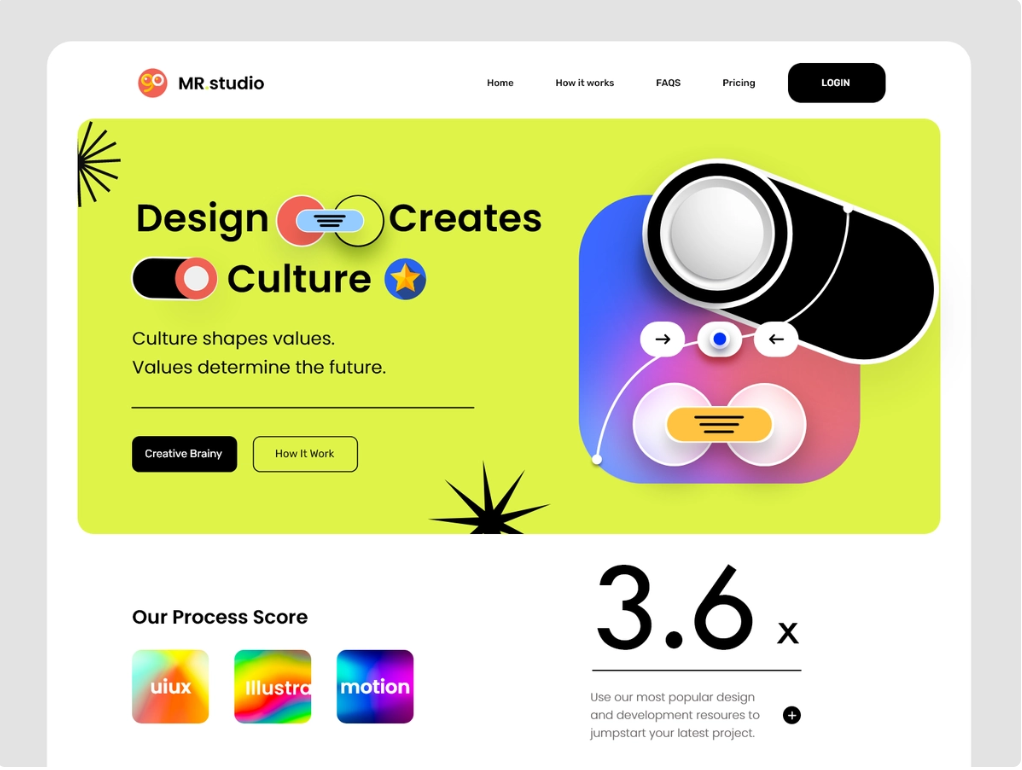 MR.studio
Home
How it works
FAQS
Pricing
LOGIN
Design Creates
Culture
Culture shapes values.
Values determine the future.
Creative Brainy
How It Work
Our Process Score
uiux
Illustra
motion
3.6 x
Use our most popular design
and development resoures to
jumpstart your latest project.